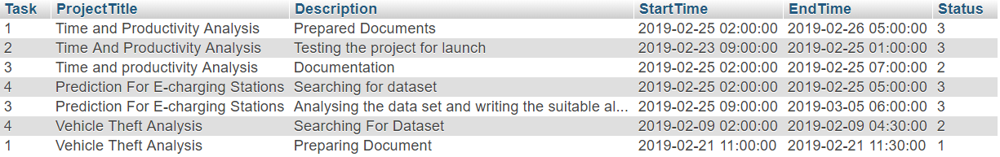 Task ProjectTitle Description StartTime EndTime Status
1 Time and Productivity Analysis Prepared Documents 2019-02-25 02:00:00 2019-02-26 05:00:00 3
2 Time And Productivity Analysis Testing the project for launch 2019-02-23 09:00:00 2019-02-25 01:00:00 3
3 Time and productivity Analysis Documentation 2019-02-25 02:00:00 2019-02-25 07:00:00 2
4 Prediction For E-charging Stations Searching for dataset 2019-02-25 02:00:00 2019-02-25 05:00:00 3
3 Prediction For E-charging Stations Analysing the data set and writing the suitable al... 2019-02-25 09:00:00 2019-03-05 06:00:00 3
4 Vehicle Theft Analysis Searching For Dataset 2019-02-09 02:00:00 2019-02-09 04:30:00 2
1 Vehicle Theft Analysis Preparing Document 2019-02-21 11:00:00 2019-02-21 11:30:00 1